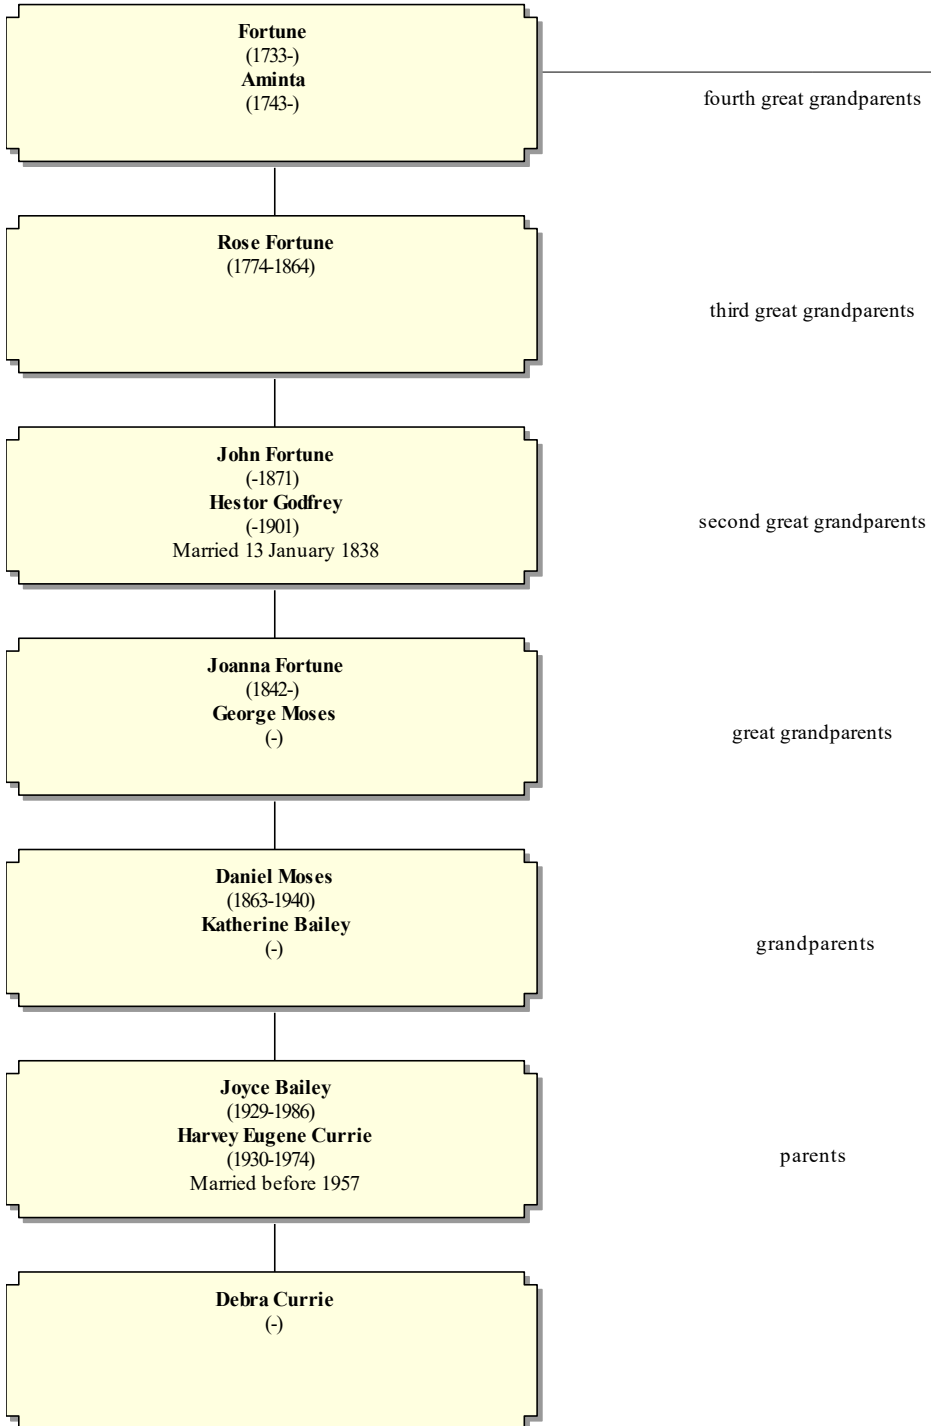 Fortune
(1733-)
Aminta
(1743-)
fourth great grandparents
Rose Fortune
(1774-1864)
third great grandparents
John Fortune
(-1871)
Hestor Godfrey
(-1901)
Married 13 January 1838
second great grandparents
Joanna Fortune
(1842-)
George Moses
(-)
great grandparents
Daniel Moses
(1863-1940)
Katherine Bailey
(-)
grandparents
Joyce Bailey
(1929-1986)
Harvey Eugene Currie
(1930-1974)
Married before 1957
parents
Debra Currie
(-)